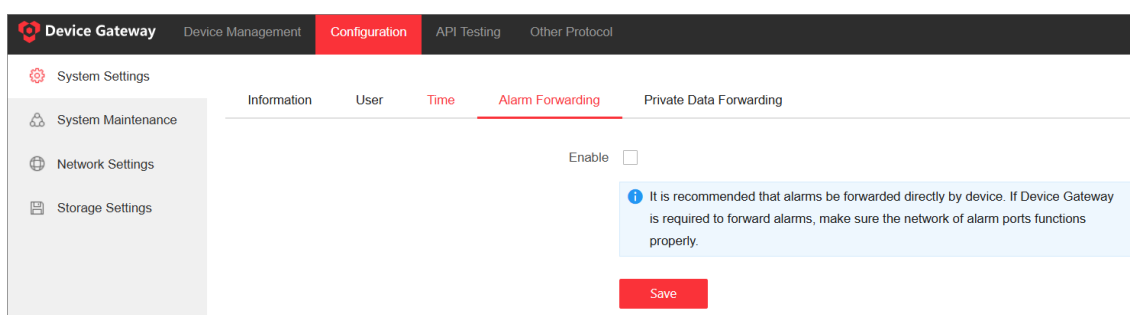 Device Gateway Device Management Configuration API Testing Other Protocol
System Settings
System Maintenance
Network Settings
Storage Settings
Information User Time Alarm Forwarding Private Data Forwarding
Enable
It is recommended that alarms be forwarded directly by device. If Device Gateway
is required to forward alarms, make sure the network of alarm ports functions
properly.
Save